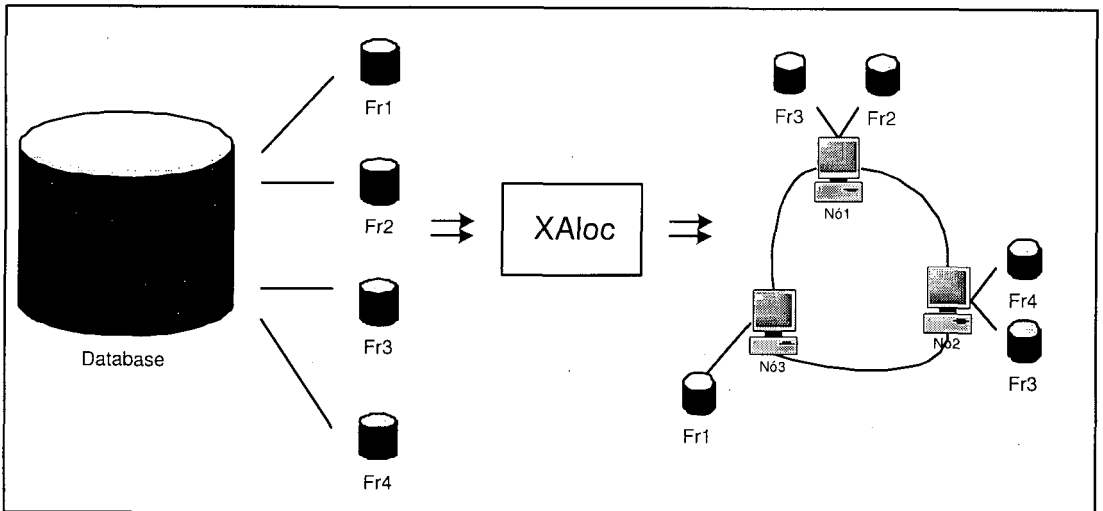 Database
Fr1
Fr2
Fr3
Fr4
XAloc
Fr3
Fr2
Nó1
Nó2
Fr4
Fr3
Nó3
Fr1